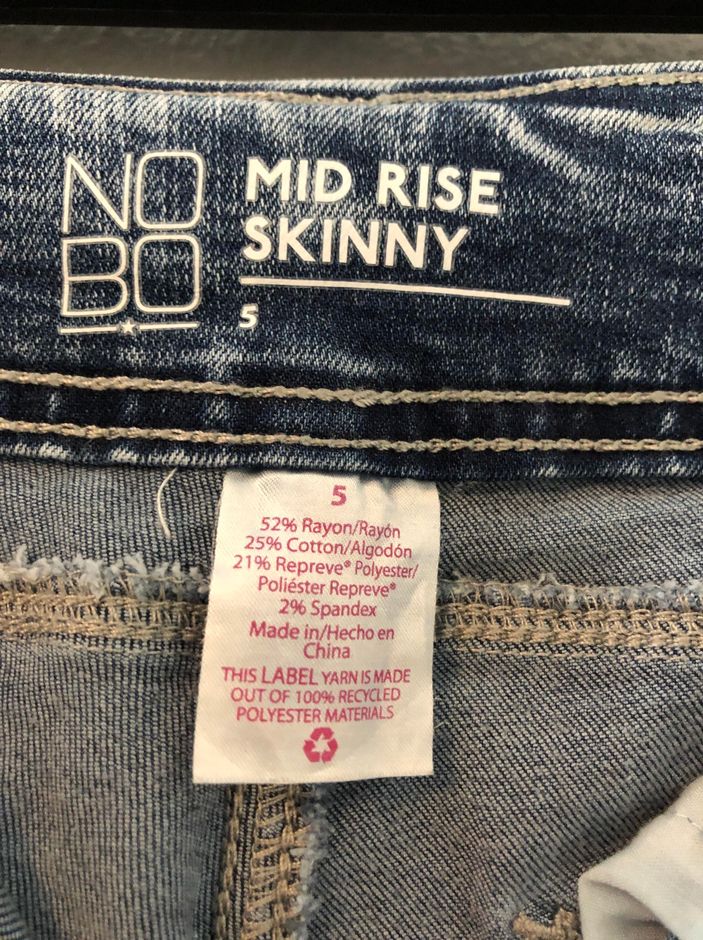 NO
BO
MID RISE
SKINNY
5
5
52% Rayon/Rayón
25% Cotton/Algodón
21% Repreve® Polyester/
Poliéster Repreve®
2% Spandex
Made in/Hecho en
China
THIS LABEL YARN IS MADE
OUT OF 100% RECYCLED
POLYESTER MATERIALS